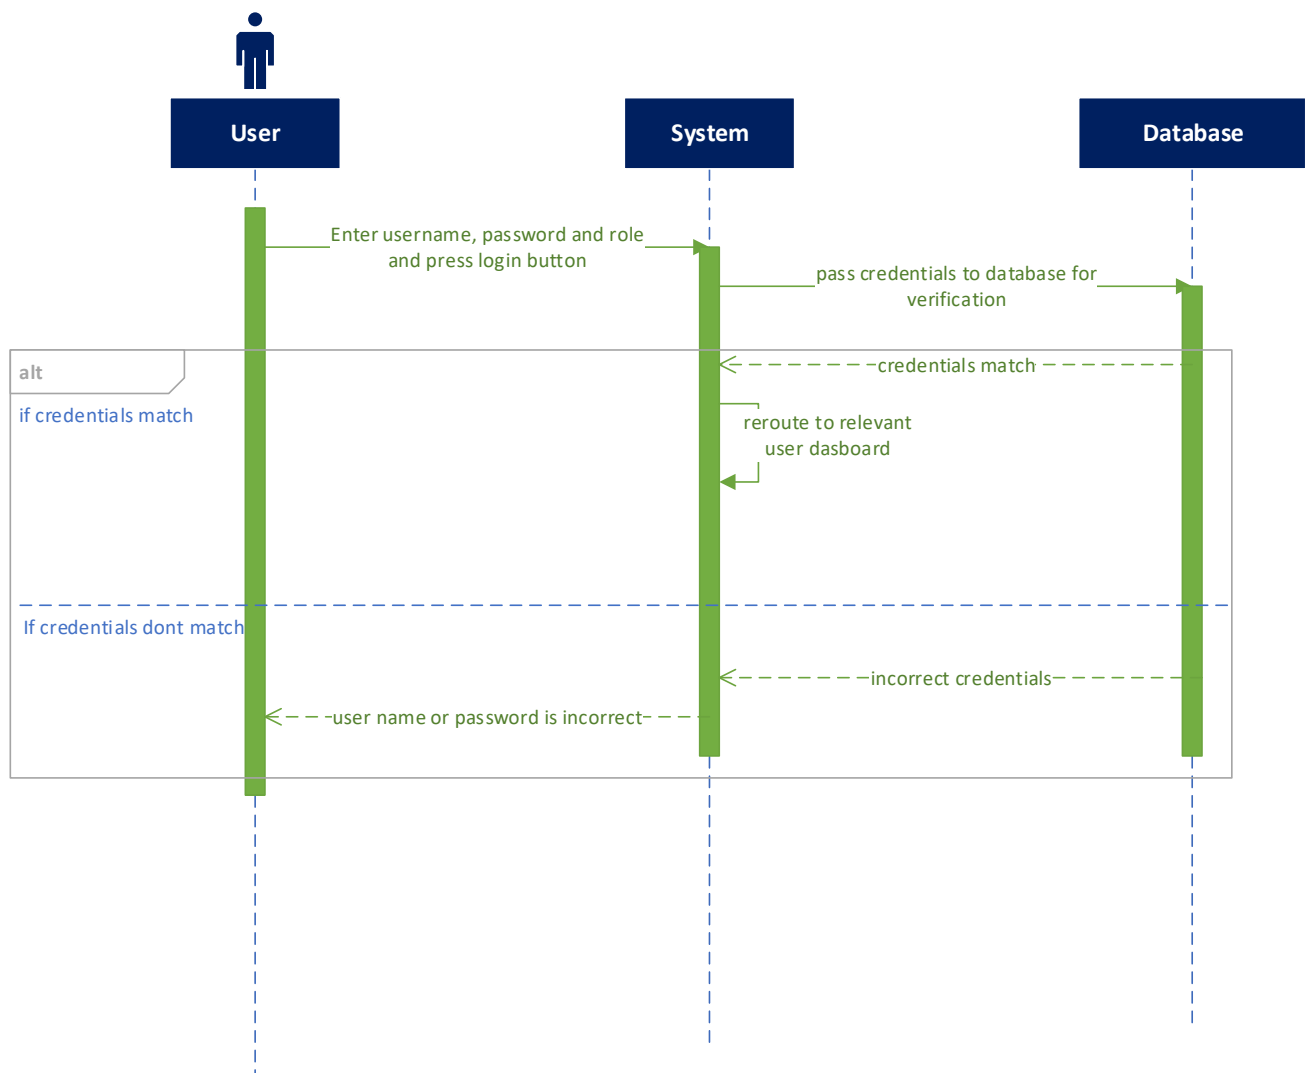 User
System
Database
Enter username, password and role
and press login button
pass credentials to database for
verification
alt
credentials match
if credentials match
reroute to relevant
user dasboard
If credentials dont match
incorrect credentials
user name or password is incorrect